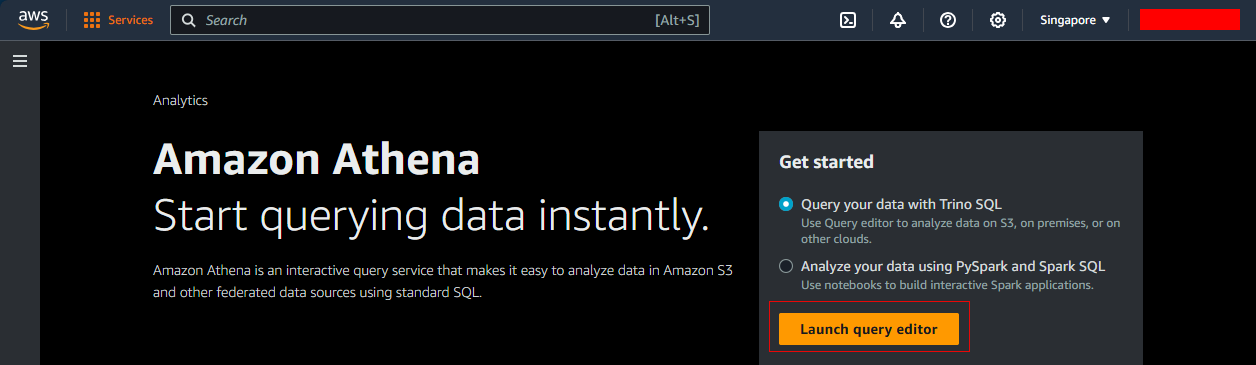 aws
Services
Search
[Alt+S]
Singapore
Analytics
Amazon Athena
Start querying data instantly.
Amazon Athena is an interactive query service that makes it easy to analyze data in Amazon S3
and other federated data sources using standard SQL.
Get started
Query your data with Trino SQL
Use Query editor to analyze data on S3, on premises, or on
other clouds.
Analyze your data using PySpark and Spark SQL
Use notebooks to build interactive Spark applications.
Launch query editor